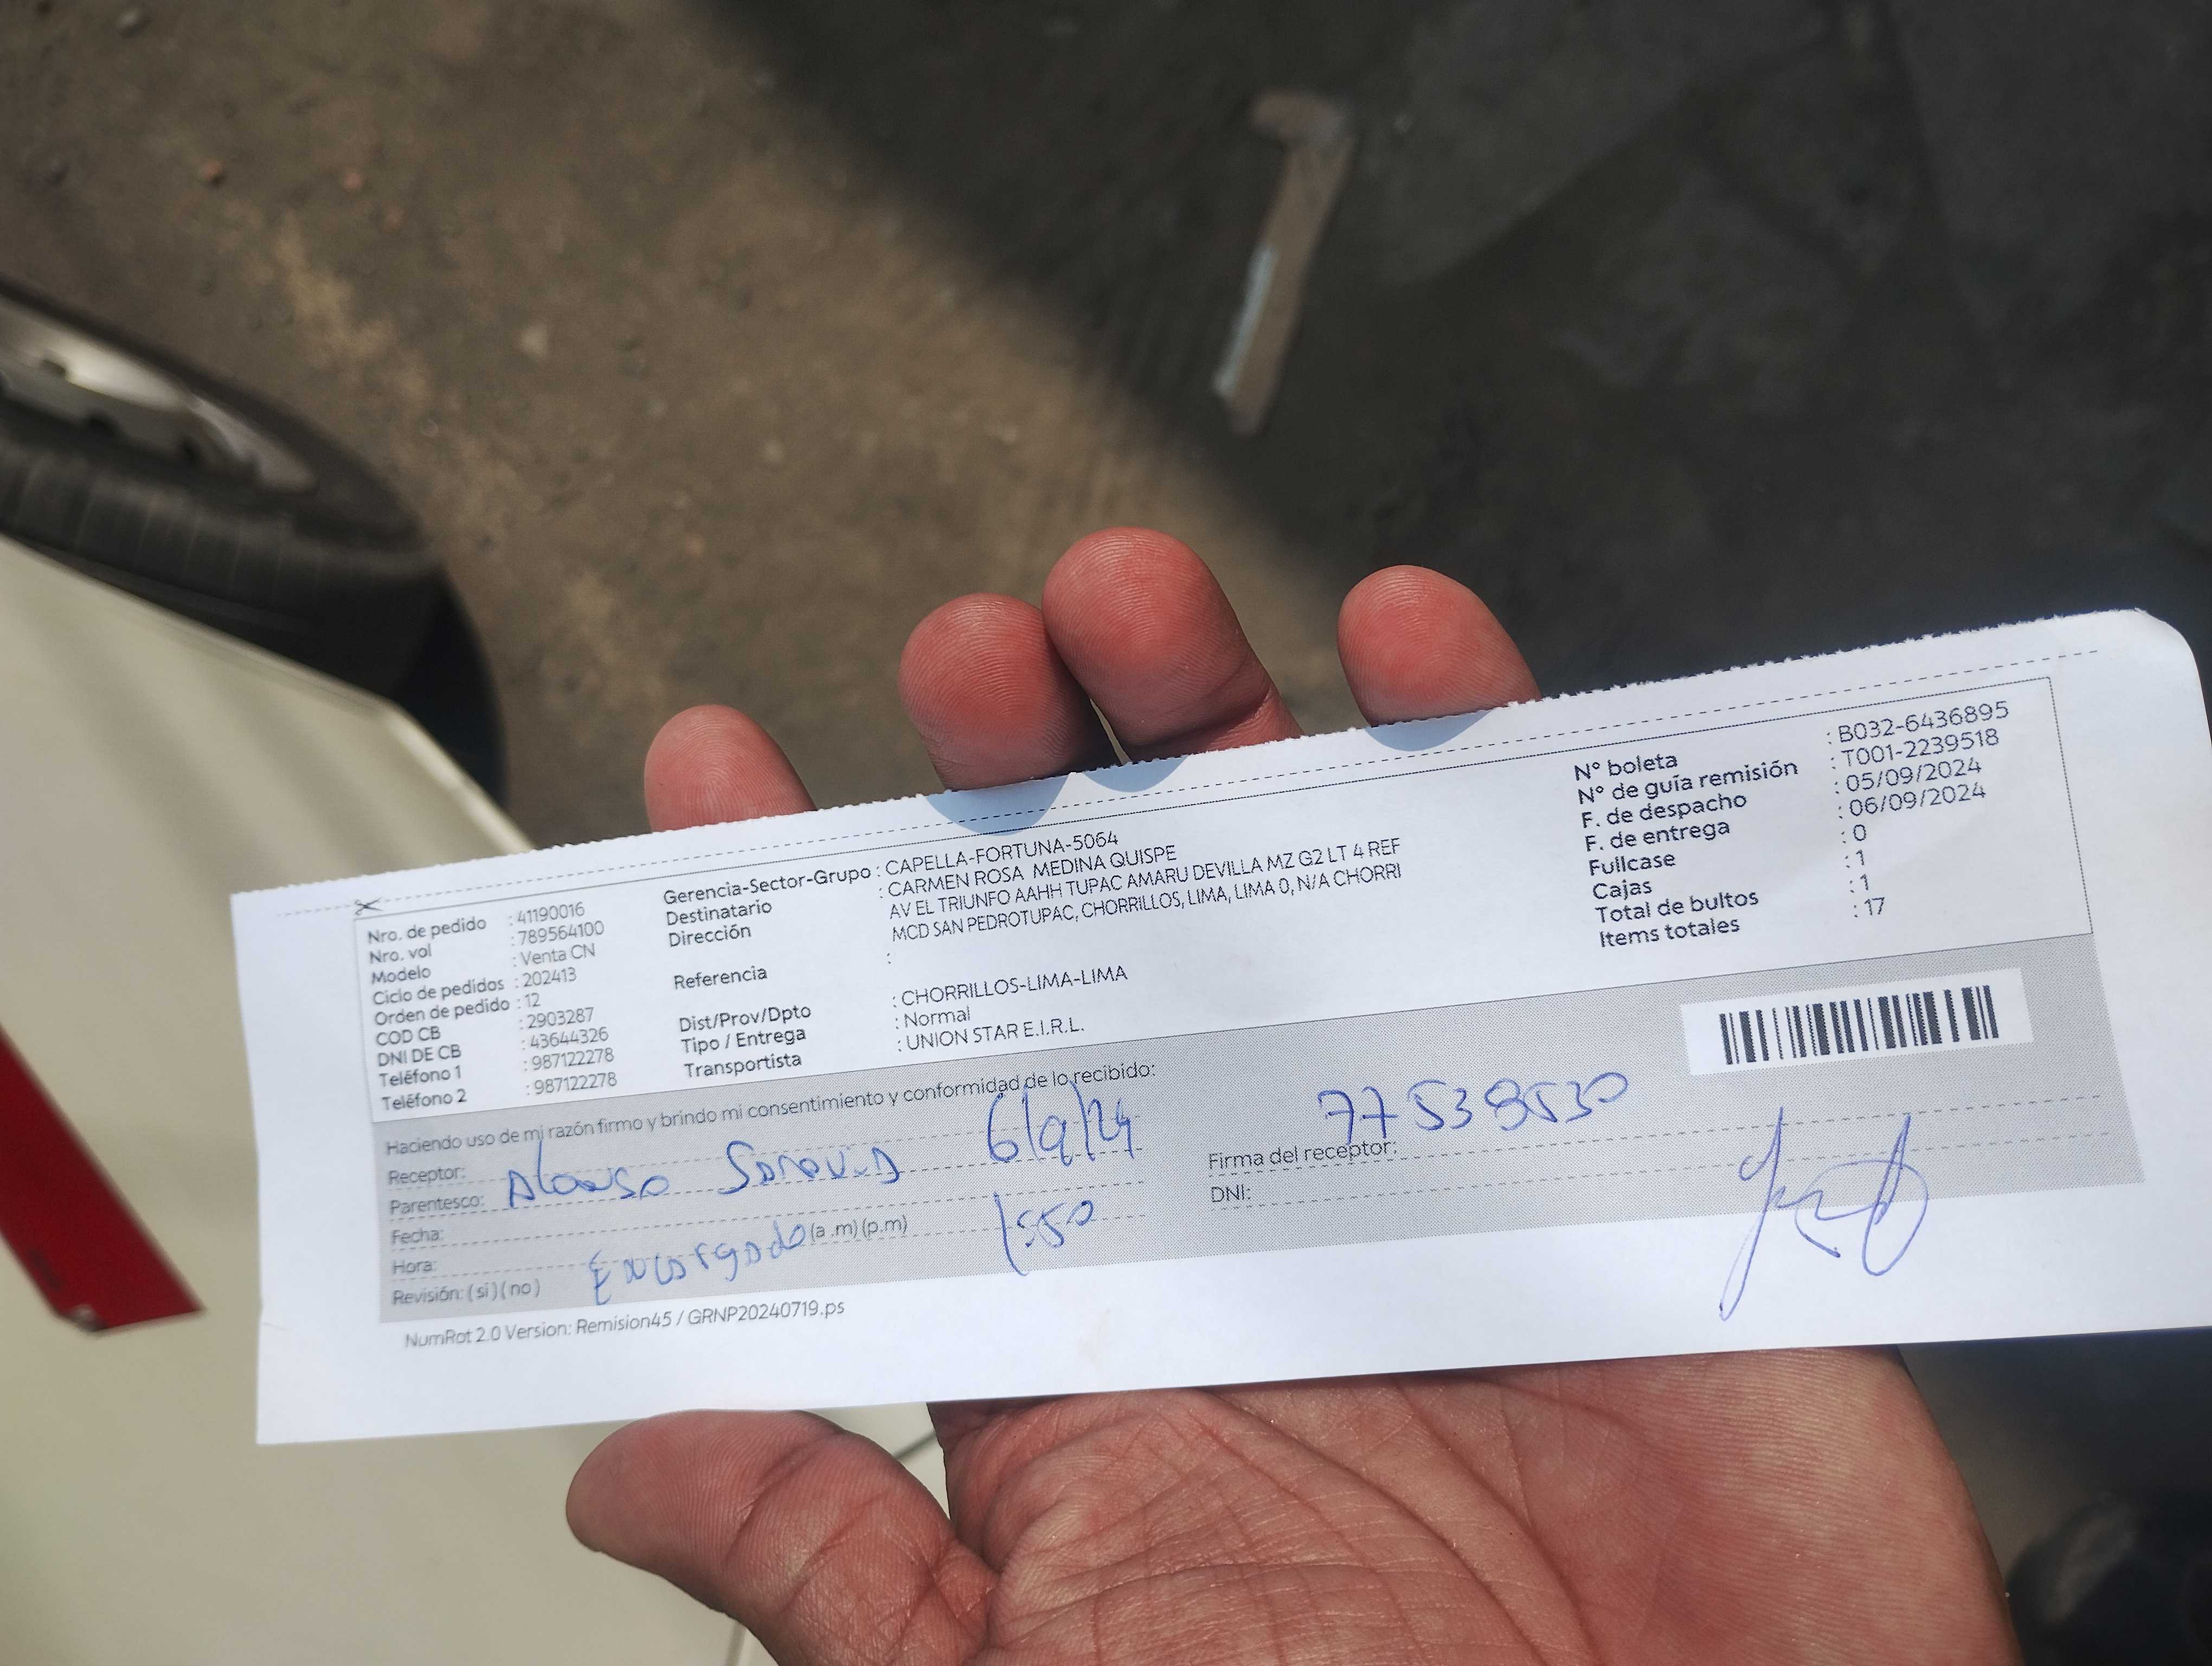 Nro. de pedido : 41190016
Nro. vol : 789564100
Modelo : Venta CN
Ciclo de pedidos : 202413
Orden de pedido : 12
COD CB : 2903287
DNI DE CB : 43644326
Teléfono 1 : 987122278
Teléfono 2 : 987122278
Gerencia-Sector-Grupo : CAPELLA-FORTUNA-5064
Destinatario : CARMEN ROSA MEDINA QUISPE
Dirección AV EL TRIUNFO AAHH TUPAC AMARU DEVILLA MZ G2 LT 4 REF
MCD SAN PEDROTUPAC, CHORRILLOS, LIMA, LIMA 0, N/A CHORRI
Referencia :
Dist/Prov/Dpto : CHORRILLOS-LIMA-LIMA
Tipo / Entrega : Normal
Transportista : UNION STAR E.I.R.L.
N° boleta : B032-6436895
N° de guía remisión : T001-2239518
F. de despacho : 05/09/2024
F. de entrega : 06/09/2024
Fullcase : 0
Cajas : 1
Total de bultos : 1
Items totales : 17
Haciendo uso de mi razón firmo y brindo mi consentimiento y conformidad de lo recibido:
Receptor:
Parentesco: Alonso 6/9/24
Fecha:
Hora: Encargado (a .m) (p.m) 1:50
Revisión: ( si ) ( no )
77539530
Firma del receptor:
DNI:
NumRot 2.0 Version: Remision45 / GRNP20240719.ps